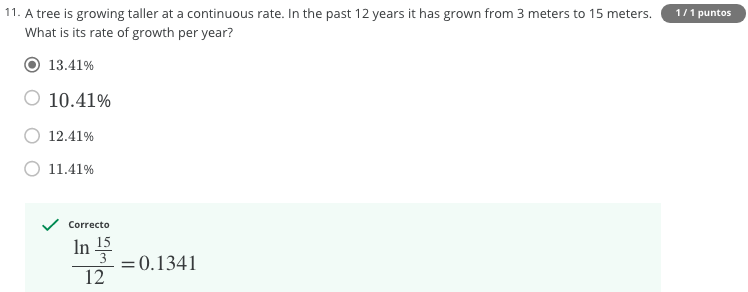 11. A tree is growing taller at a continuous rate. In the past 12 years it has grown from 3 meters to 15 meters. 1 / 1 puntos
What is its rate of growth per year?
13.41%
10.41%
12.41%
11.41%
Correcto
ln 15/3
/12 = 0.1341